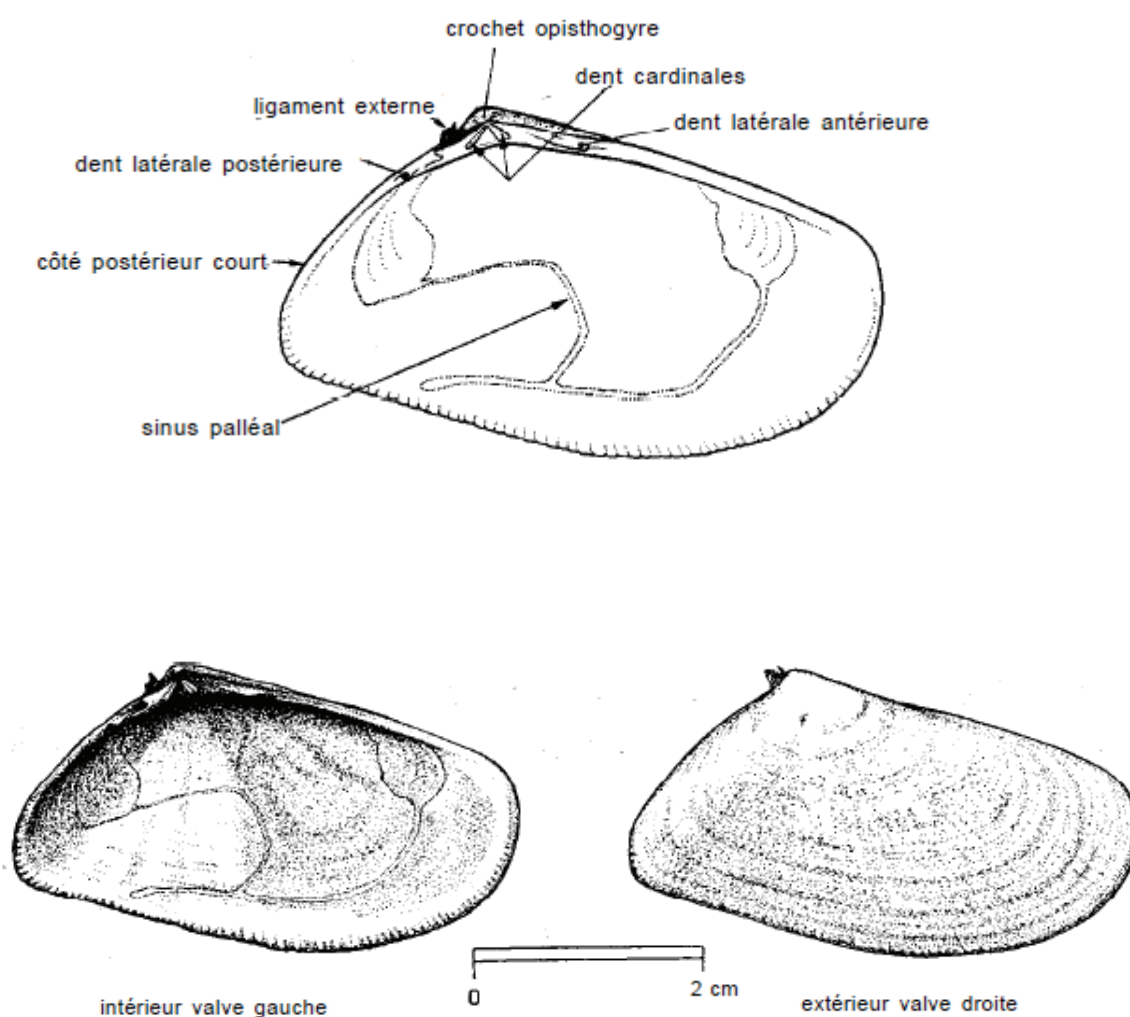 crochet opisthogyre
dent cardinales
ligament externe
dent latérale antérieure
dent latérale postérieure
côté postérieur court
sinus palléal
0
2 cm
intérieur valve gauche
extérieur valve droite